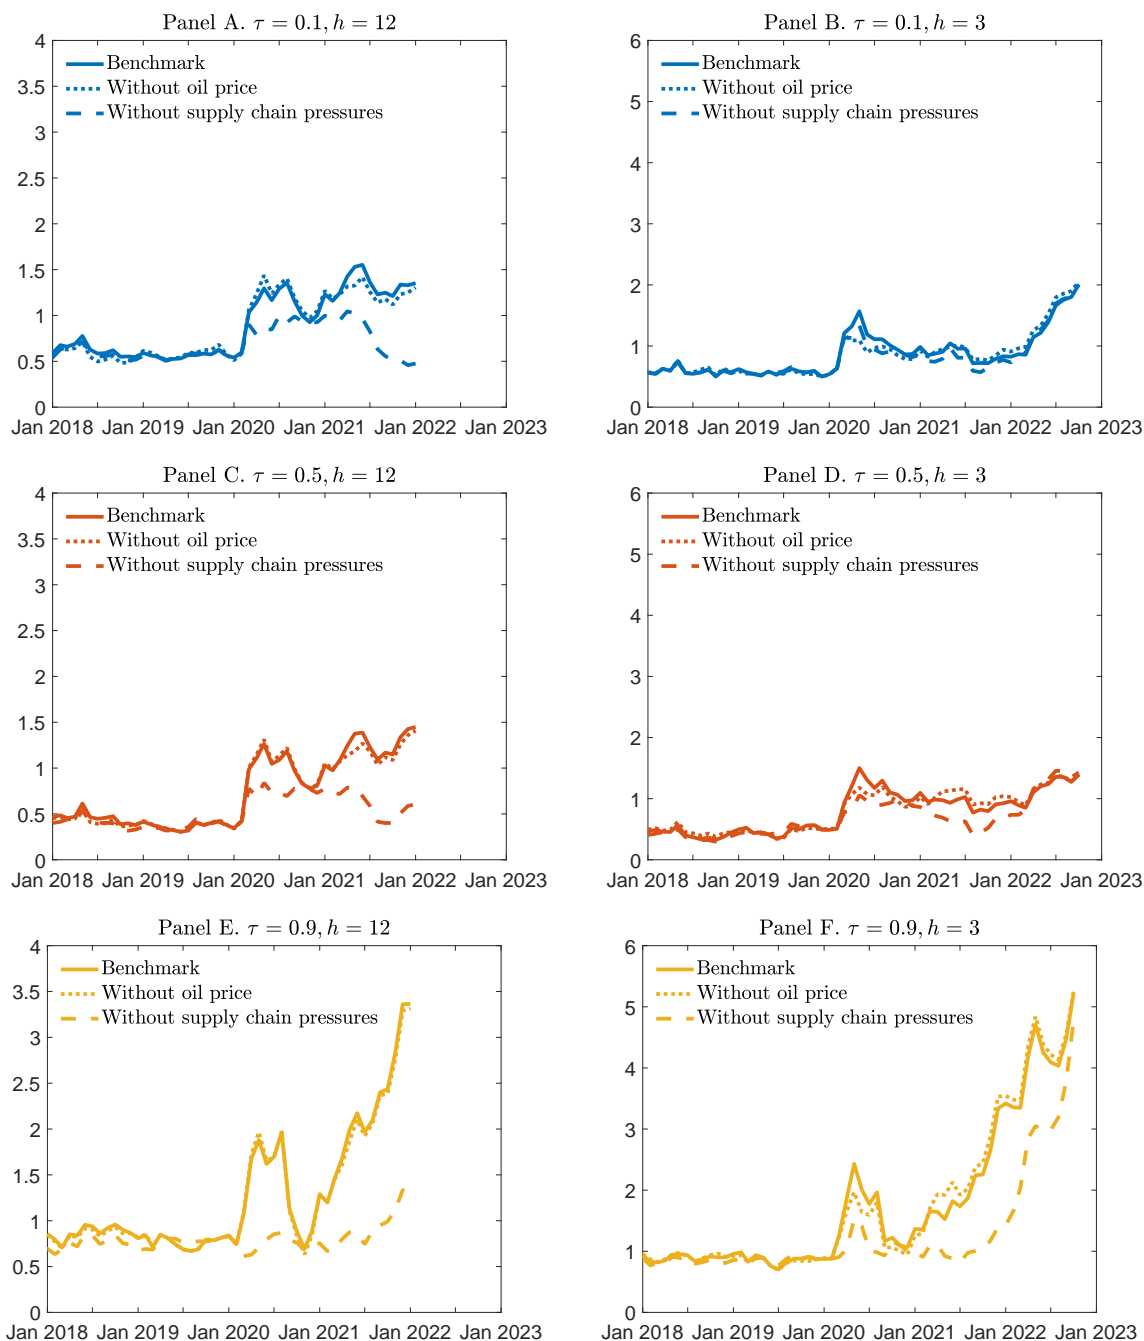 Panel A. τ = 0.1, h = 12
4
3.5
3
2.5
2
1.5
1
0.5
0
Benchmark
Without oil price
Without supply chain pressures
Jan 2018 Jan 2019 Jan 2020 Jan 2021 Jan 2022 Jan 2023
Panel B. τ = 0.1, h = 3
6
5
4
3
2
1
0
Benchmark
Without oil price
Without supply chain pressures
Jan 2018 Jan 2019 Jan 2020 Jan 2021 Jan 2022 Jan 2023
Panel C. τ = 0.5, h = 12
4
3.5
3
2.5
2
1.5
1
0.5
0
Benchmark
Without oil price
Without supply chain pressures
Jan 2018 Jan 2019 Jan 2020 Jan 2021 Jan 2022 Jan 2023
Panel D. τ = 0.5, h = 3
6
5
4
3
2
1
0
Benchmark
Without oil price
Without supply chain pressures
Jan 2018 Jan 2019 Jan 2020 Jan 2021 Jan 2022 Jan 2023
Panel E. τ = 0.9, h = 12
4
3.5
3
2.5
2
1.5
1
0.5
0
Benchmark
Without oil price
Without supply chain pressures
Jan 2018 Jan 2019 Jan 2020 Jan 2021 Jan 2022 Jan 2023
Panel F. τ = 0.9, h = 3
6
5
4
3
2
1
0
Benchmark
Without oil price
Without supply chain pressures
Jan 2018 Jan 2019 Jan 2020 Jan 2021 Jan 2022 Jan 2023